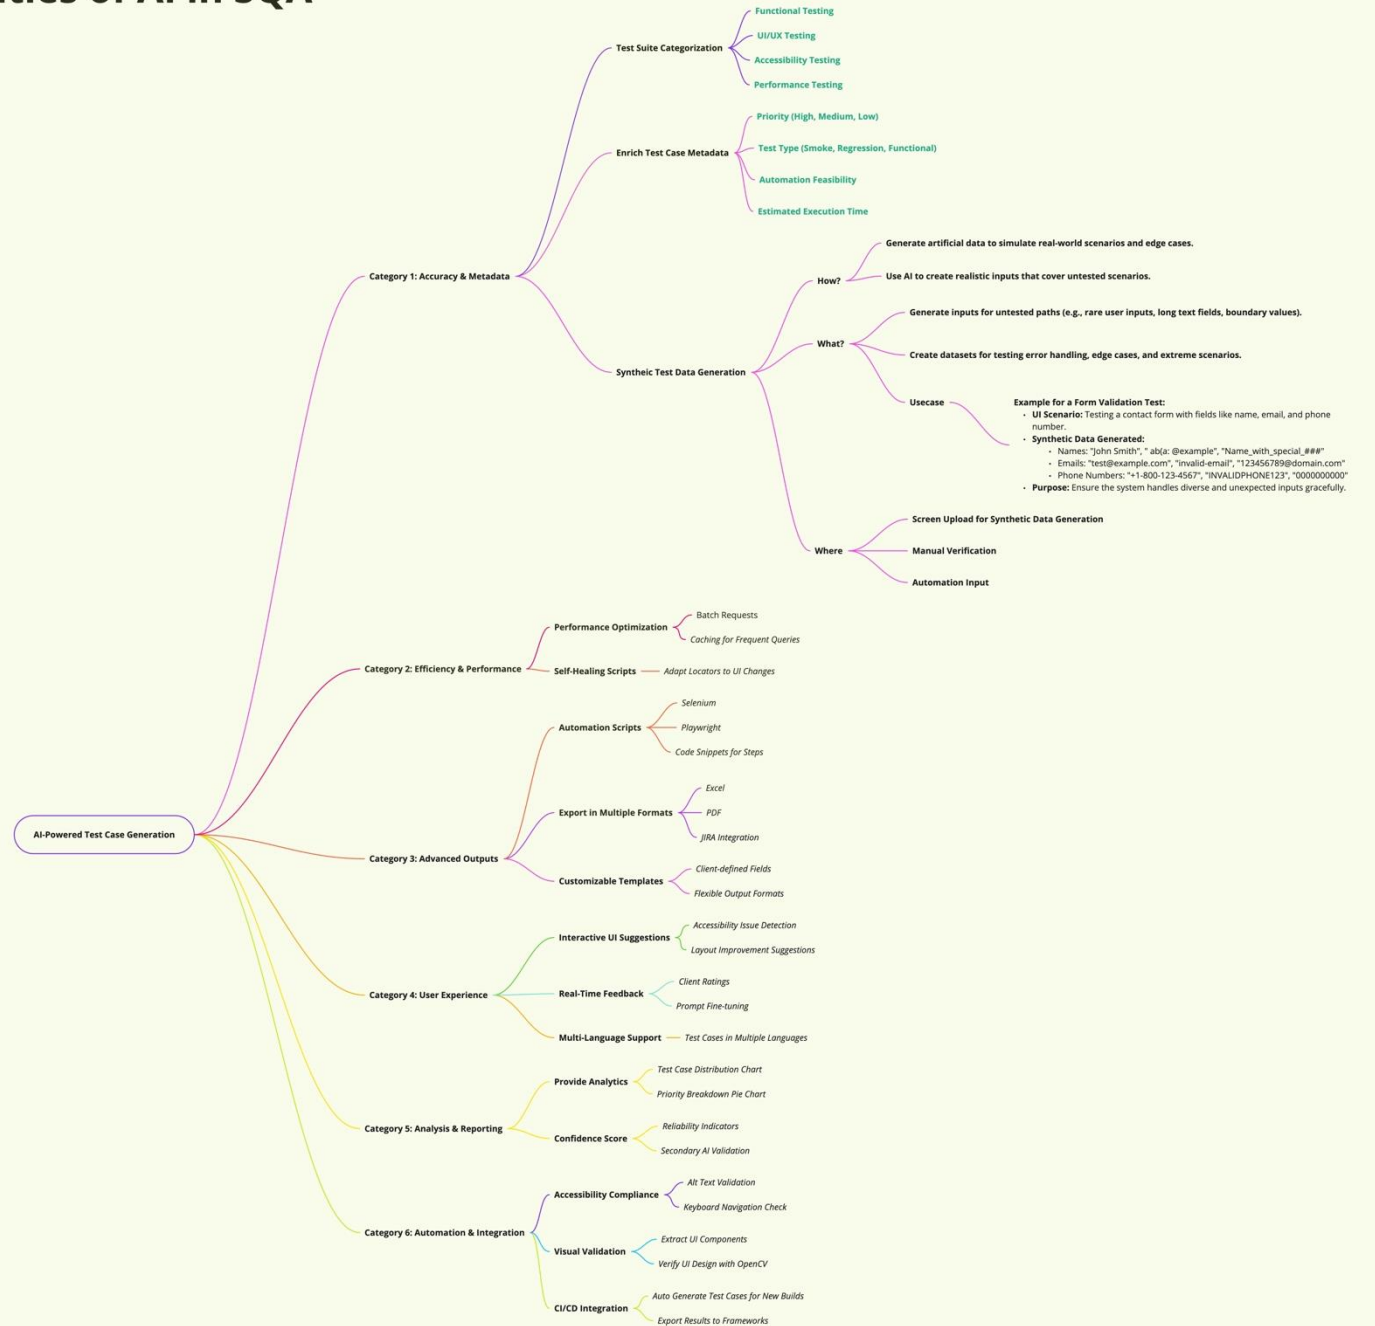 of AI in SQA
Functional Testing
UI/UX Testing
Test Suite Categorization
Accessibility Testing
Performance Testing
Priority (High, Medium, Low)
Test Type (Smoke, Regression, Functional)
Enrich Test Case Metadata
Automation Feasibility
Estimated Execution Time
Category 1: Accuracy & Metadata
Generate artificial data to simulate real-world scenarios and edge cases.
How?
Use AI to create realistic inputs that cover untested scenarios.
Generate inputs for untested paths (e.g., rare user inputs, long text fields, boundary values).
What?
Create datasets for testing error handling, edge cases, and extreme scenarios.
Syntheic Test Data Generation
Usecase
Example for a Form Validation Test:
• UI Scenario: Testing a contact form with fields like name, email, and phone
number.
• Synthetic Data Generated:
• Names: "John Smith", " ab(a: @example", "Name_with_special_###"
• Emails: "test@example.com", "invalid-email", "123456789@domain.com"
• Phone Numbers: "+1-800-123-4567", "INVALIDPHONE123", "0000000000"
• Purpose: Ensure the system handles diverse and unexpected inputs gracefully.
Screen Upload for Synthetic Data Generation
Where
Manual Verification
Automation Input
Batch Requests
Performance Optimization
Caching for Frequent Queries
Category 2: Efficiency & Performance
Self-Healing Scripts
Adapt Locators to UI Changes
Selenium
Automation Scripts
Playwright
Code Snippets for Steps
Excel
Export in Multiple Formats
PDF
JIRA Integration
AI-Powered Test Case Generation
Category 3: Advanced Outputs
Client-defined Fields
Customizable Templates
Flexible Output Formats
Accessibility Issue Detection
Interactive UI Suggestions
Layout Improvement Suggestions
Category 4: User Experience
Client Ratings
Real-Time Feedback
Prompt Fine-tuning
Multi-Language Support
Test Cases in Multiple Languages
Test Case Distribution Chart
Provide Analytics
Priority Breakdown Pie Chart
Category 5: Analysis & Reporting
Reliability Indicators
Confidence Score
Secondary AI Validation
Alt Text Validation
Accessibility Compliance
Keyboard Navigation Check
Category 6: Automation & Integration
Extract UI Components
Visual Validation
Verify UI Design with OpenCV
Auto Generate Test Cases for New Builds
CI/CD Integration
Export Results to Frameworks